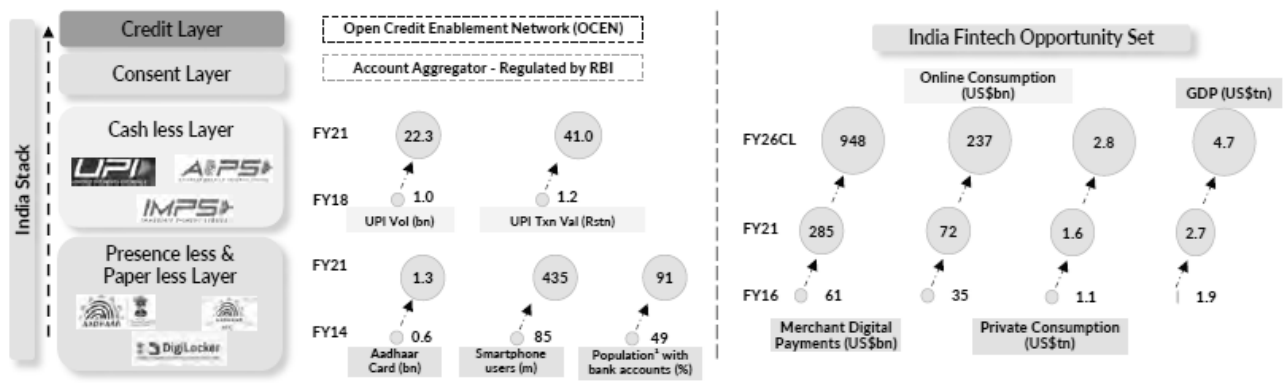 India Stack
Credit Layer
Consent Layer
Cash less Layer
UPI
AePS
IMPS
Presence less &
Paper less Layer
AADHAAR
AADHAAR
DigiLocker
Open Credit Enablement Network (OCEN)
Account Aggregator - Regulated by RBI
FY21
22.3
41.0
FY18
1.0
1.2
UPI Vol (bn)
UPI Txn Val (Rstn)
FY21
1.3
435
91
FY14
0.6
85
49
Aadhaar
Card (bn)
Smartphone
users (m)
Population¹ with
bank accounts (%)
India Fintech Opportunity Set
Online Consumption
(US$bn)
GDP (US$tn)
FY26CL
948
237
2.8
4.7
FY21
285
72
1.6
2.7
FY16
61
35
1.1
1.9
Merchant Digital
Payments (US$bn)
Private Consumption
(US$tn)